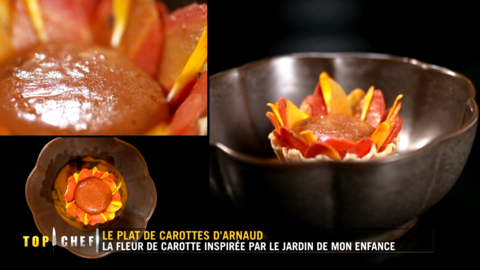 LE PLAT DE CAROTTES D'ARNAUD
TOP CHEF LA FLEUR DE CAROTTE INSPIRÉE PAR LE JARDIN DE MON ENFANCE